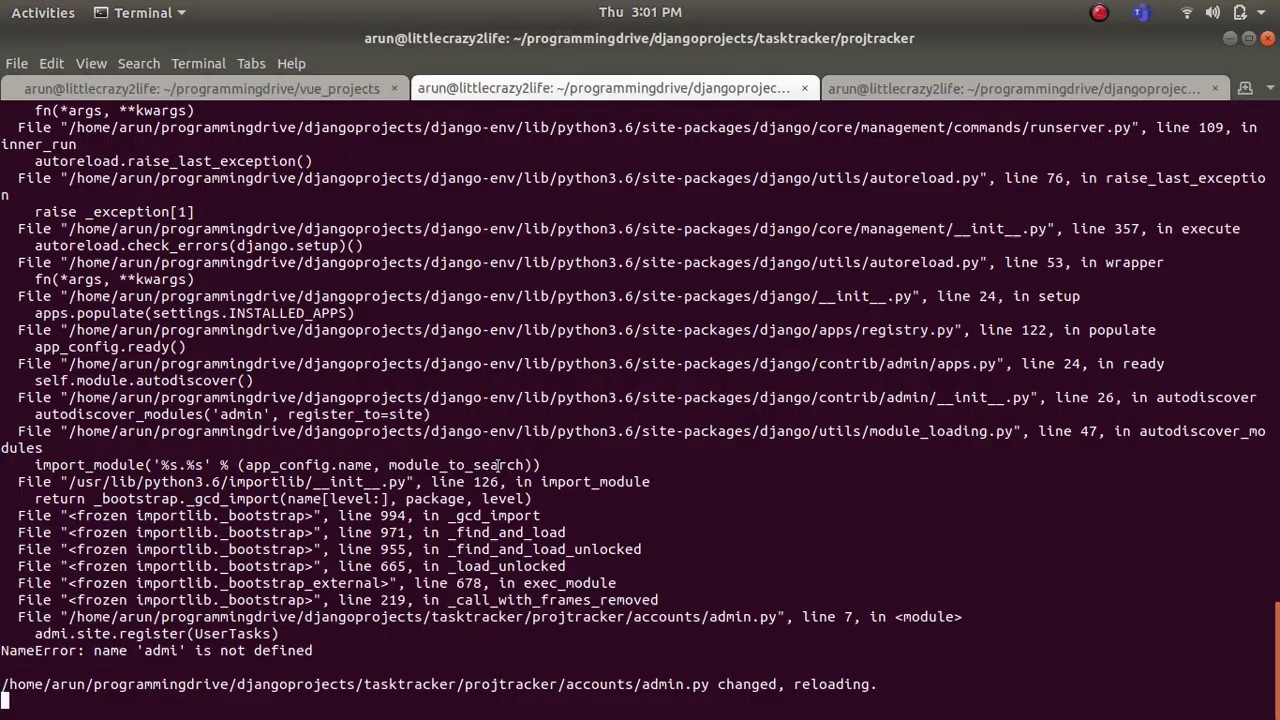 Activities Terminal Thu 3:01 PM
arun@littlecrazy2life: ~/programmingdrive/djangoprojects/tasktracker/projtracker
File Edit View Search Terminal Tabs Help
arun@littlecrazy2life: ~/programmingdrive/vue_projects × arun@littlecrazy2life: ~/programmingdrive/djangoprojec... × arun@littlecrazy2life: ~/programmingdrive/djangoprojec... ×
    fn(*args, **kwargs)
  File "/home/arun/programmingdrive/djangoprojects/django-env/lib/python3.6/site-packages/django/core/management/commands/runserver.py", line 109, in
inner_run
    autoreload.raise_last_exception()
  File "/home/arun/programmingdrive/djangoprojects/django-env/lib/python3.6/site-packages/django/utils/autoreload.py", line 76, in raise_last_exceptio
n
    raise _exception[1]
  File "/home/arun/programmingdrive/djangoprojects/django-env/lib/python3.6/site-packages/django/core/management/__init__.py", line 357, in execute
    autoreload.check_errors(django.setup)()
  File "/home/arun/programmingdrive/djangoprojects/django-env/lib/python3.6/site-packages/django/utils/autoreload.py", line 53, in wrapper
    fn(*args, **kwargs)
  File "/home/arun/programmingdrive/djangoprojects/django-env/lib/python3.6/site-packages/django/__init__.py", line 24, in setup
    apps.populate(settings.INSTALLED_APPS)
  File "/home/arun/programmingdrive/djangoprojects/django-env/lib/python3.6/site-packages/django/apps/registry.py", line 122, in populate
    app_config.ready()
  File "/home/arun/programmingdrive/djangoprojects/django-env/lib/python3.6/site-packages/django/contrib/admin/apps.py", line 24, in ready
    self.module.autodiscover()
  File "/home/arun/programmingdrive/djangoprojects/django-env/lib/python3.6/site-packages/django/contrib/admin/__init__.py", line 26, in autodiscover
    autodiscover_modules('admin', register_to=site)
  File "/home/arun/programmingdrive/djangoprojects/django-env/lib/python3.6/site-packages/django/utils/module_loading.py", line 47, in autodiscover_mo
dules
    import_module('%s.%s' % (app_config.name, module_to_search))
  File "/usr/lib/python3.6/importlib/__init__.py", line 126, in import_module
    return _bootstrap._gcd_import(name[level:], package, level)
  File "<frozen importlib._bootstrap>", line 994, in _gcd_import
  File "<frozen importlib._bootstrap>", line 971, in _find_and_load
  File "<frozen importlib._bootstrap>", line 955, in _find_and_load_unlocked
  File "<frozen importlib._bootstrap>", line 665, in _load_unlocked
  File "<frozen importlib._bootstrap_external>", line 678, in exec_module
  File "<frozen importlib._bootstrap>", line 219, in _call_with_frames_removed
  File "/home/arun/programmingdrive/djangoprojects/tasktracker/projtracker/accounts/admin.py", line 7, in <module>
    admi.site.register(UserTasks)
NameError: name 'admi' is not defined
/home/arun/programmingdrive/djangoprojects/tasktracker/projtracker/accounts/admin.py changed, reloading.